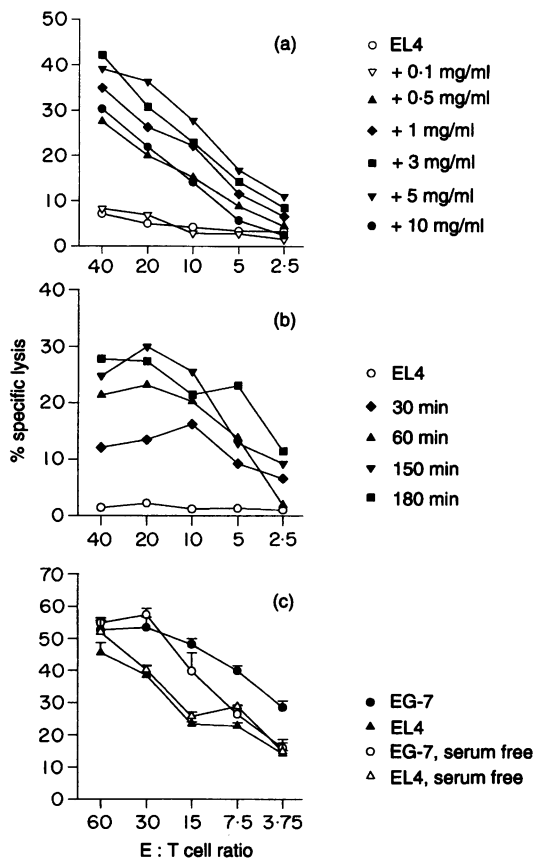 50
40
30
20
10
0
40 20 10 5 2·5
(a)
EL4
+ 0·1 mg/ml
+ 0·5 mg/ml
+ 1 mg/ml
+ 3 mg/ml
+ 5 mg/ml
+ 10 mg/ml
% specific lysis
40
30
20
10
0
40 20 10 5 2·5
(b)
EL4
30 min
60 min
150 min
180 min
70
60
50
40
30
20
10
0
60 30 15 7·5 3·75
(c)
EG-7
EL4
EG-7, serum free
EL4, serum free
E : T cell ratio